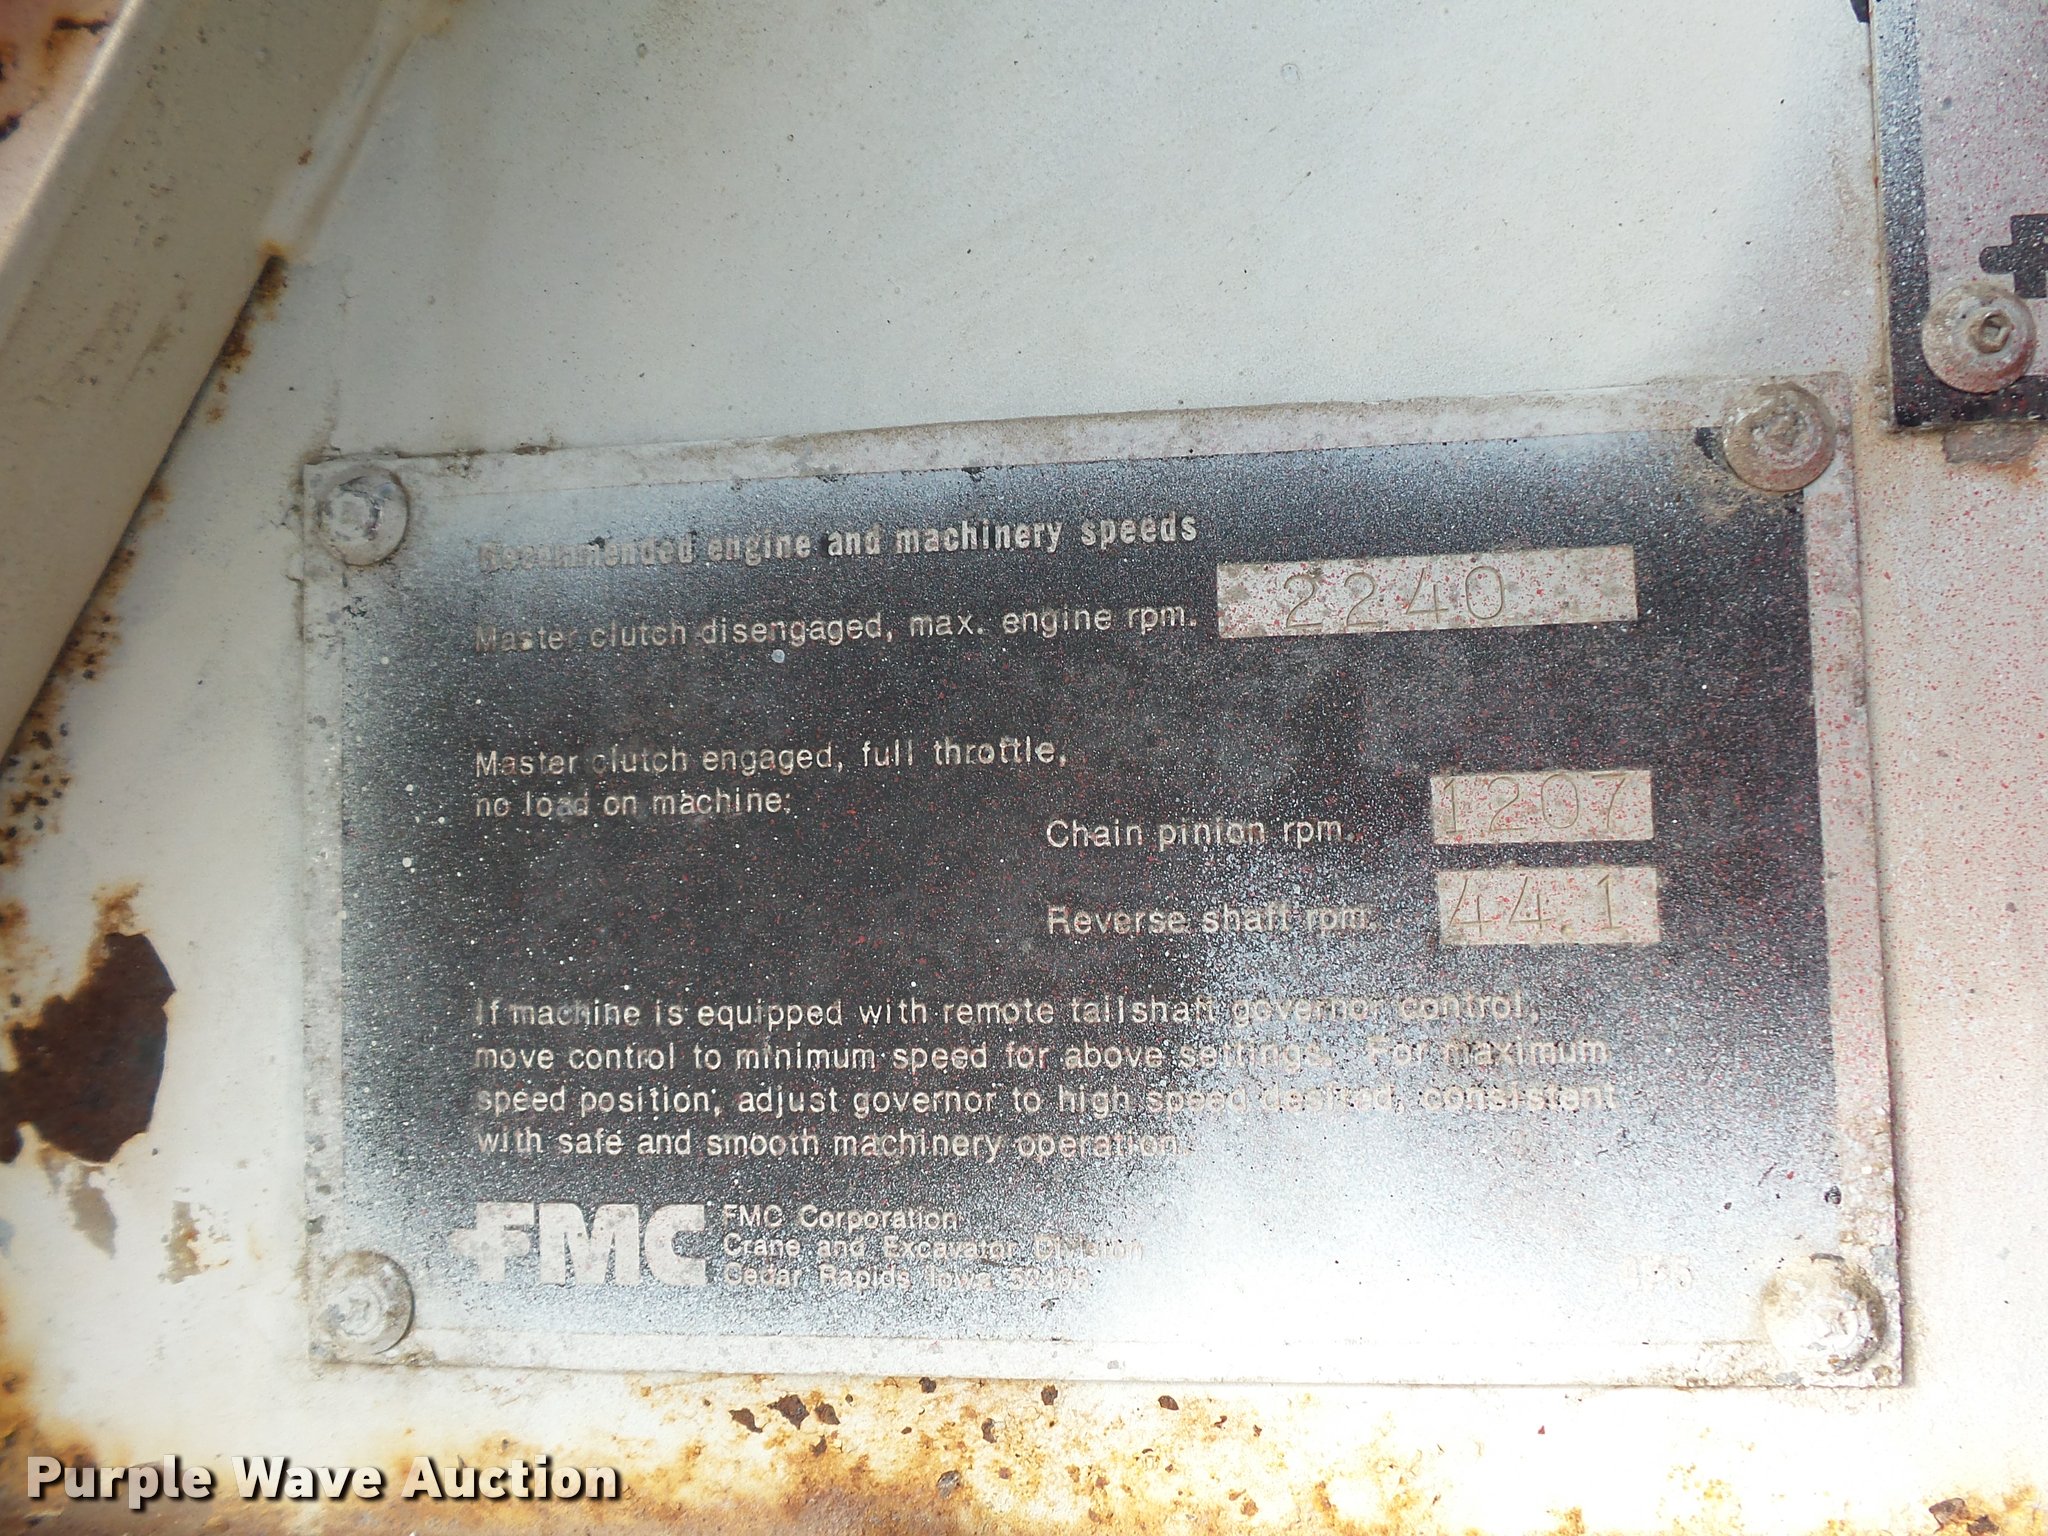 Recommended engine and machinery speeds
Master clutch disengaged, max. engine rpm. 2240
Master clutch engaged, full throttle,
no load on machine:
Chain pinion rpm. 1207
Reverse shaft rpm. 44.1
If machine is equipped with remote tailshaft governor control,
move control to minimum speed for above settings. For maximum
speed position, adjust governor to high speed desired, consistent
with safe and smooth machinery operation.
FMC
FMC Corporation
Crane and Excavator Division
Cedar Rapids Iowa
Purple Wave Auction